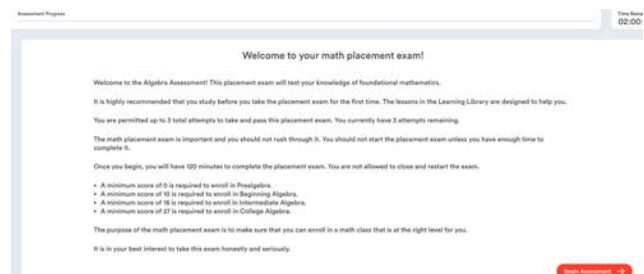 Assessment Progress
Time Remai
02:00:
Welcome to your math placement exam!
Welcome to the Algebra Assessment! This placement exam will test your knowledge of foundational mathematics.
It is highly recommended that you study before you take the placement exam for the first time. The lessons in the Learning Library are designed to help you.
You are permitted up to 3 total attempts to take and pass this placement exam. You currently have 3 attempts remaining.
The math placement exam is important and you should not rush through it. You should not start the placement exam unless you have enough time to
complete it.
Once you begin, you will have 120 minutes to complete the placement exam. You are not allowed to close and restart the exam.
• A minimum score of 0 is required to enroll in Prealgebra.
• A minimum score of 10 is required to enroll in Beginning Algebra.
• A minimum score of 18 is required to enroll in Intermediate Algebra.
• A minimum score of 27 is required to enroll in College Algebra.
The purpose of the math placement exam is to make sure that you can enroll in a math class that is at the right level for you.
It is in your best interest to take this exam honestly and seriously.
Begin Assessment →